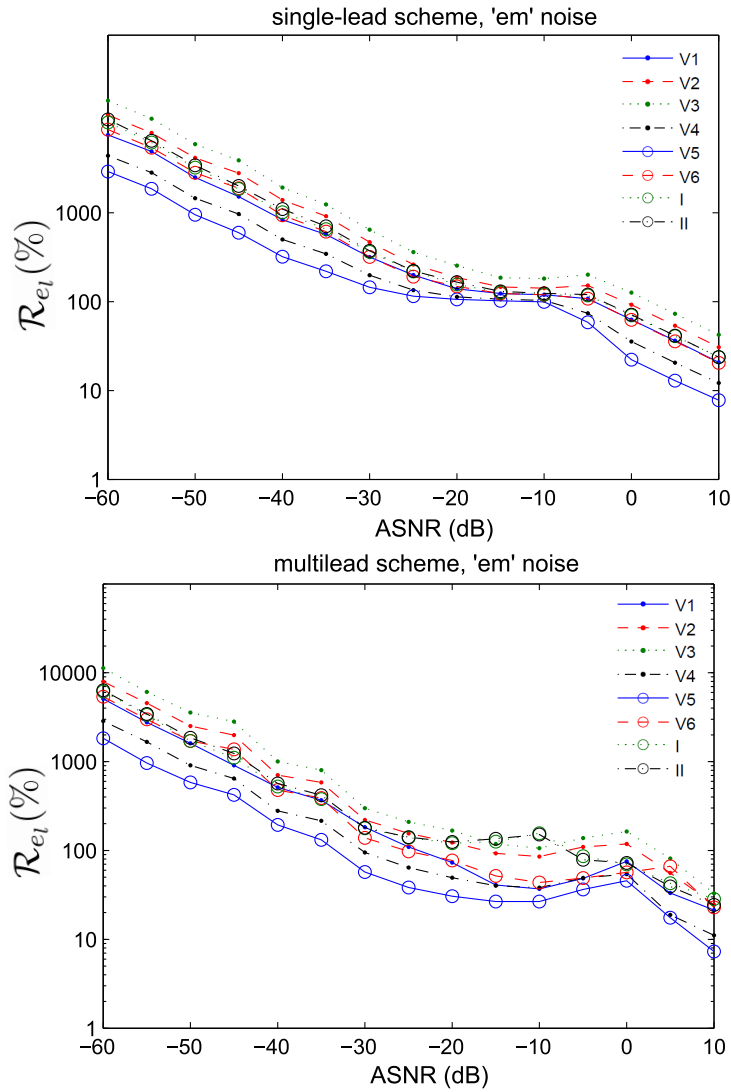 single-lead scheme, 'em' noise
V1
V2
V3
V4
V5
V6
I
II
1000
100
10
1
ℛel(%)
−60 −50 −40 −30 −20 −10 0 10
ASNR (dB)
multilead scheme, 'em' noise
V1
V2
V3
V4
V5
V6
I
II
10000
1000
100
10
1
ℛel(%)
−60 −50 −40 −30 −20 −10 0 10
ASNR (dB)